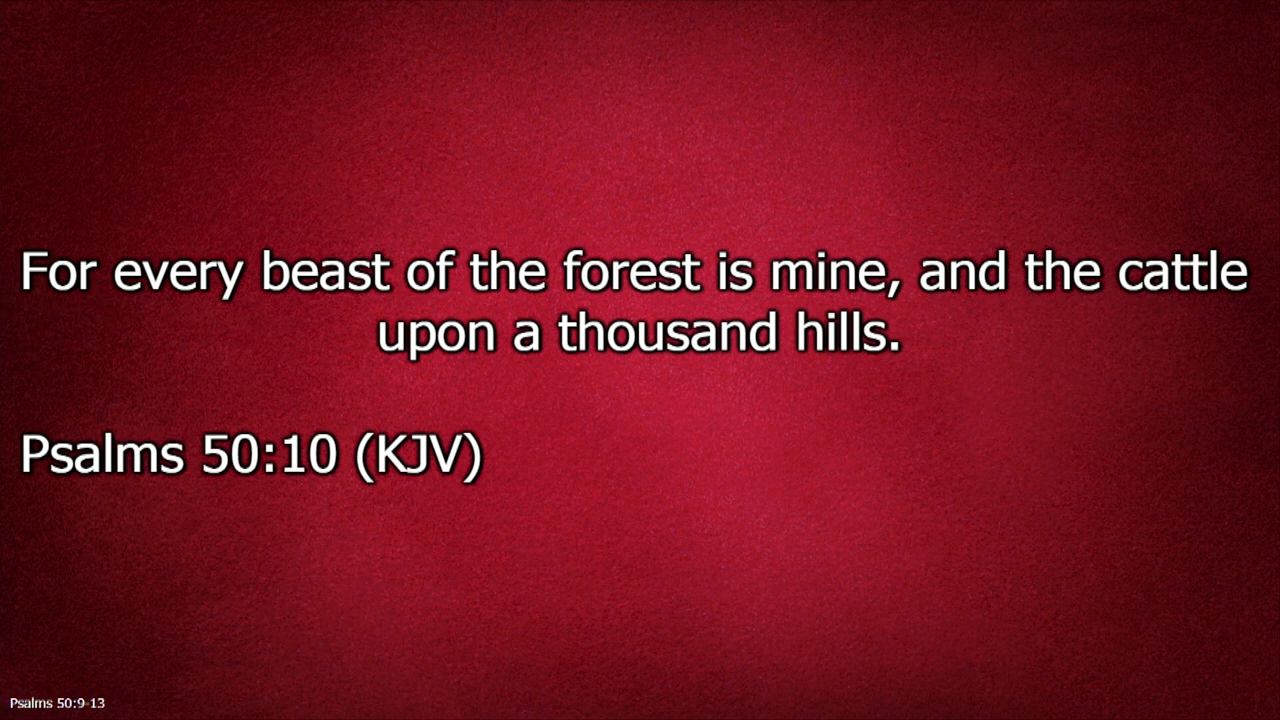 For every beast of the forest is mine, and the cattle
upon a thousand hills.
Psalms 50:10 (KJV)
Psalms 50:9-13